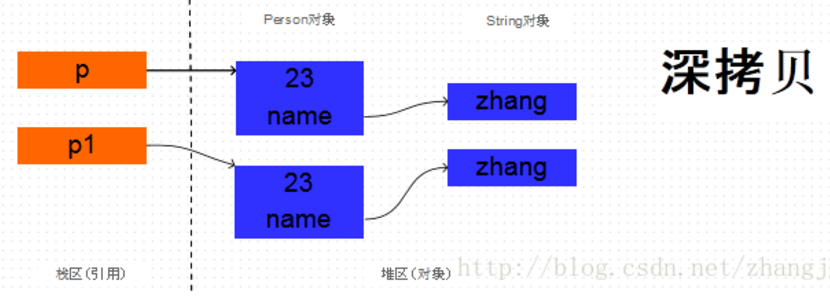 Person对象
String对象
p
23
name
zhang
深拷贝
p1
23
name
zhang
栈区(引用)
堆区(对象)
http://blog.csdn.net/zhangj